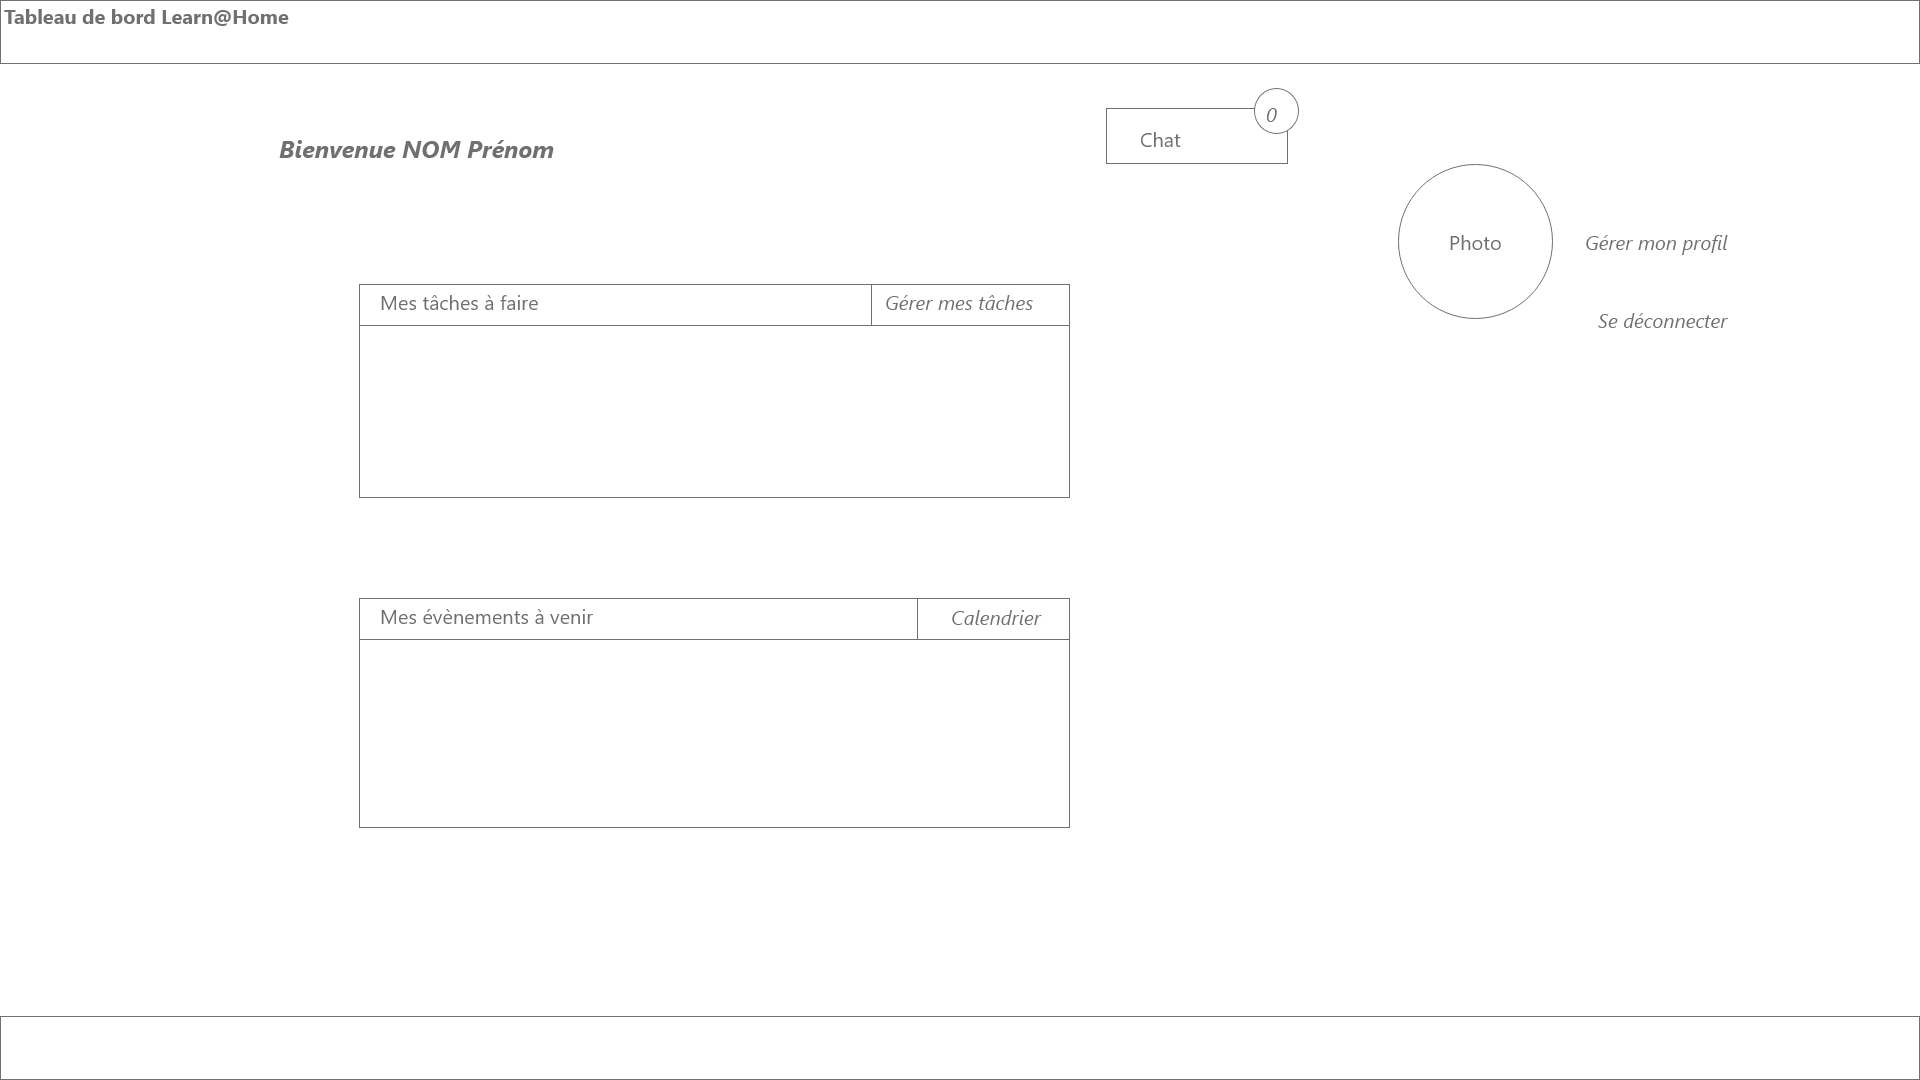 Tableau de bord Learn@Home
0
Chat
Bienvenue NOM Prénom
Photo
Gérer mon profil
Se déconnecter
Mes tâches à faire
Gérer mes tâches
Mes évènements à venir
Calendrier